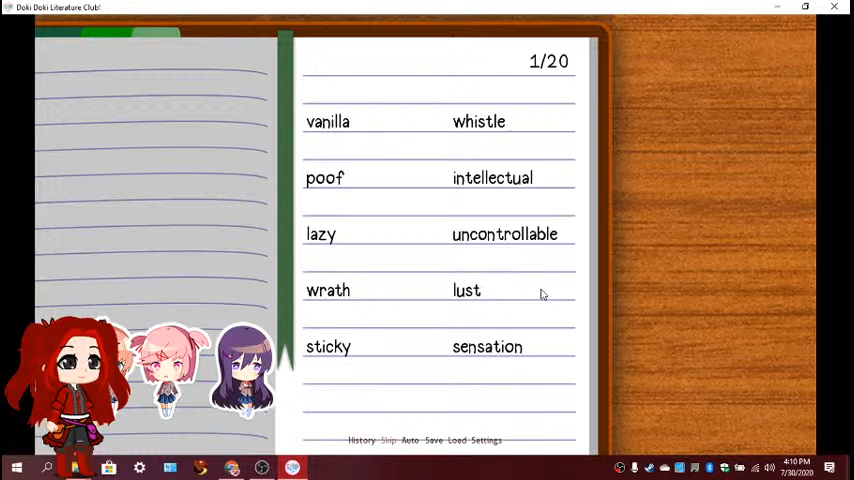 Doki Doki Literature Club!
1/20
vanilla whistle
poof intellectual
lazy uncontrollable
wrath lust
sticky sensation
History Skip Auto Save Load Settings
4:10 PM
7/30/2020